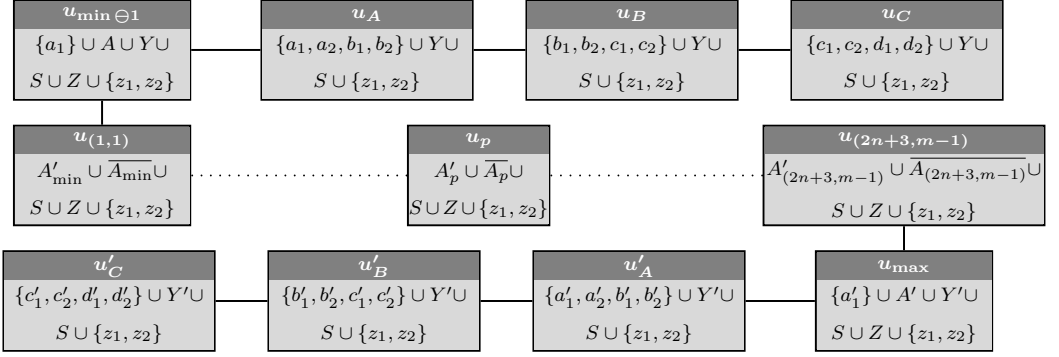 u_{min ⊖1}
{a_1} ∪ A ∪ Y∪
S ∪ Z ∪ {z_1, z_2}
u_A
{a_1, a_2, b_1, b_2} ∪ Y∪
S ∪ {z_1, z_2}
u_B
{b_1, b_2, c_1, c_2} ∪ Y∪
S ∪ {z_1, z_2}
u_C
{c_1, c_2, d_1, d_2} ∪ Y∪
S ∪ {z_1, z_2}
u_{(1,1)}
A'_{min} ∪ \overline{A_{min}}∪
S ∪ Z ∪ {z_1, z_2}
u_p
A'_p ∪ \overline{A_p}∪
S ∪ Z ∪ {z_1, z_2}
u_{(2n+3,m−1)}
A'_{(2n+3,m−1)} ∪ \overline{A_{(2n+3,m−1)}}∪
S ∪ Z ∪ {z_1, z_2}
u'_C
{c'_1, c'_2, d'_1, d'_2} ∪ Y'∪
S ∪ {z_1, z_2}
u'_B
{b'_1, b'_2, c'_1, c'_2} ∪ Y'∪
S ∪ {z_1, z_2}
u'_A
{a'_1, a'_2, b'_1, b'_2} ∪ Y'∪
S ∪ {z_1, z_2}
u_{max}
{a'_1} ∪ A' ∪ Y'∪
S ∪ Z ∪ {z_1, z_2}